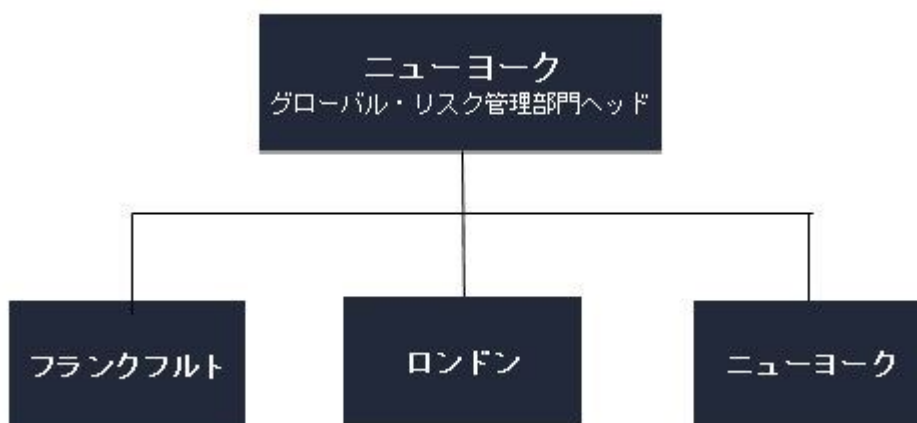 ニューヨーク
グローバル・リスク管理部門ヘッド
フランクフルト
ロンドン
ニューヨーク